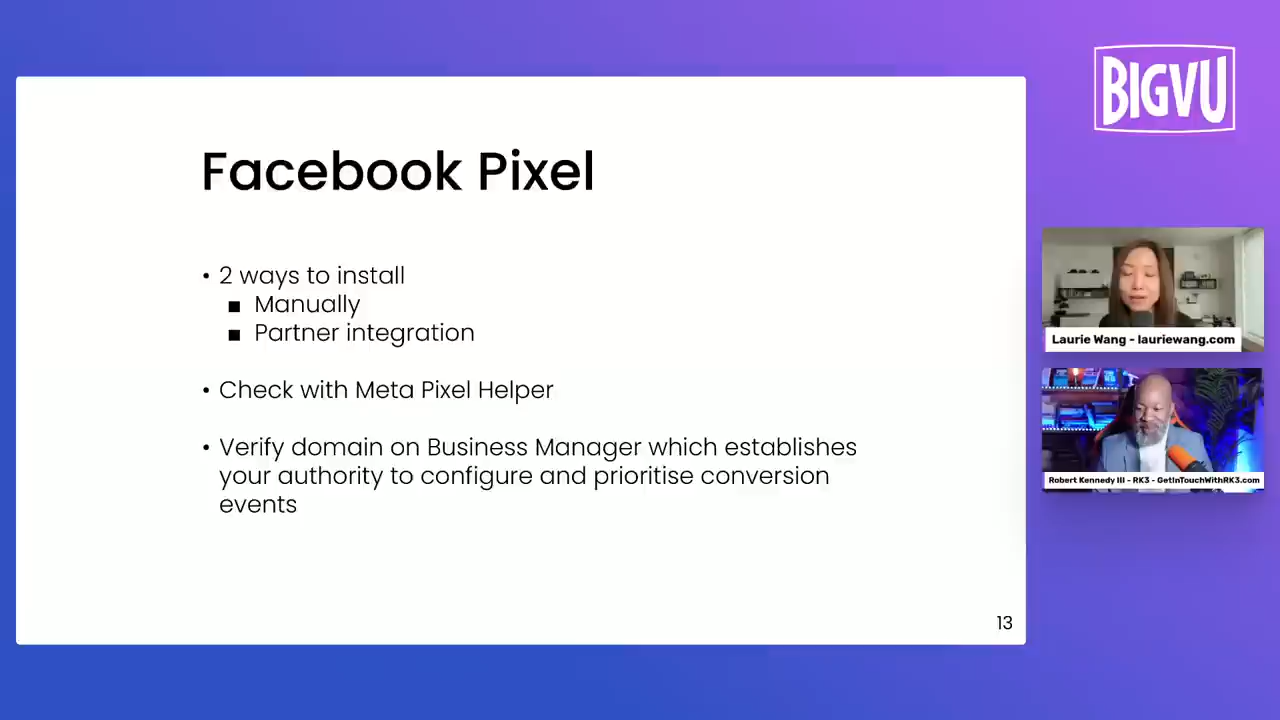 BIGVU
Facebook Pixel
• 2 ways to install
■ Manually
■ Partner integration
• Check with Meta Pixel Helper
• Verify domain on Business Manager which establishes
your authority to configure and prioritise conversion
events
13
Laurie Wang - lauriewang.com
Robert Kennedy III - RK3 - GetInTouchWithRK3.com